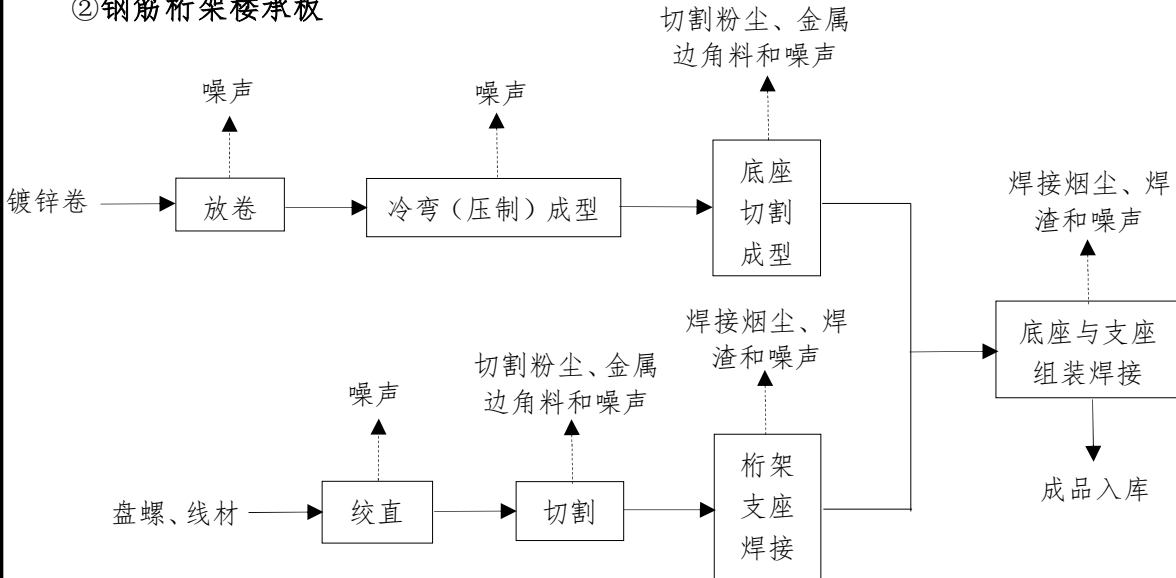 ②钢筋桁架楼承板
切割粉尘、金属
边角料和噪声
噪声
噪声
镀锌卷
放卷
冷弯（压制）成型
底座
切割
成型
焊接烟尘、焊
渣和噪声
焊接烟尘、焊
渣和噪声
底座与支座
组装焊接
切割粉尘、金属
边角料和噪声
噪声
盘螺、线材
绞直
切割
桁架
支座
焊接
成品入库